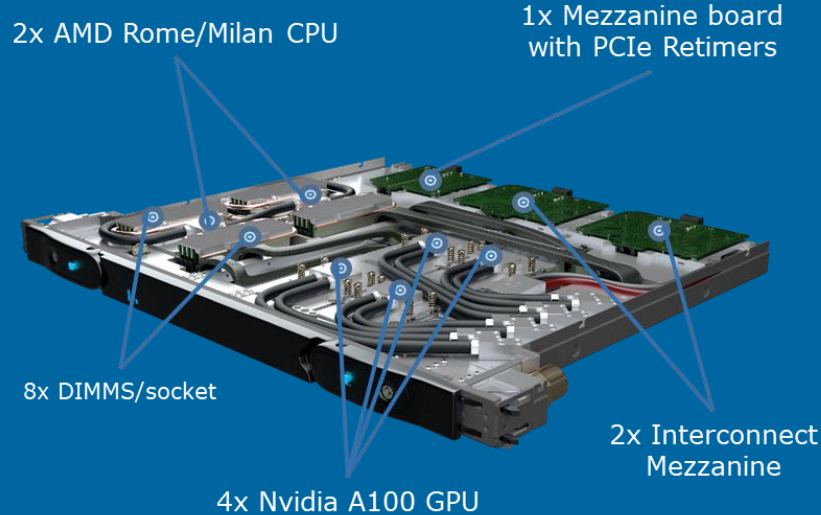 2x AMD Rome/Milan CPU
1x Mezzanine board
with PCIe Retimers
8x DIMMS/socket
2x Interconnect
Mezzanine
4x Nvidia A100 GPU